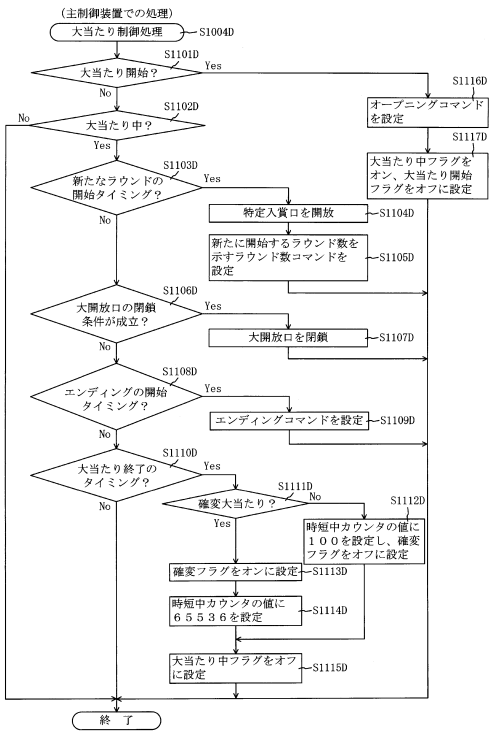 (主制御装置での処理)
大当たり制御処理
S1004D
S1101D
大当たり開始?
Yes
No
S1116D
オープニングコマンド
を設定
S1102D
No
大当たり中?
Yes
S1117D
大当たり中フラグを
オン、大当たり開始
フラグをオフに設定
S1103D
新たなラウンドの
開始タイミング?
Yes
No
特定入賞口を開放
S1104D
新たに開始するラウンド数を
示すラウンド数コマンドを
設定
S1105D
S1106D
大開放口の閉鎖
条件が成立?
Yes
No
大開放口を閉鎖
S1107D
S1108D
エンディングの開始
タイミング?
Yes
No
エンディングコマンドを設定
S1109D
S1110D
大当たり終了の
タイミング?
Yes
No
S1111D
確変大当たり?
No
Yes
S1112D
時短中カウンタの値に
100を設定し、確変
フラグをオフに設定
確変フラグをオンに設定
S1113D
時短中カウンタの値に
65536を設定
S1114D
大当たり中フラグをオフ
に設定
S1115D
終 了